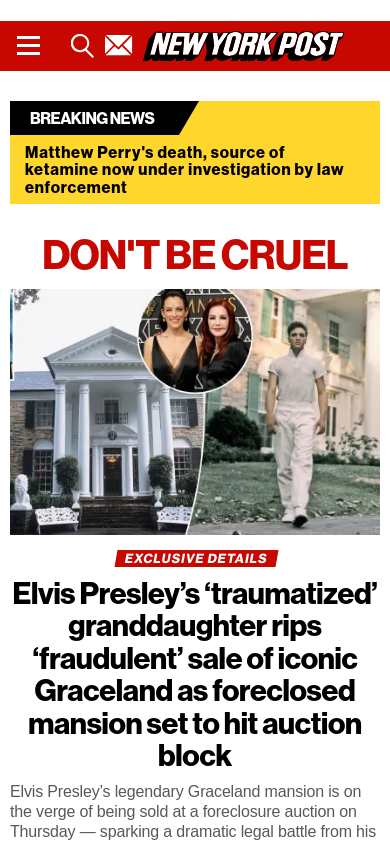 NEW YORK POST
BREAKING NEWS
Matthew Perry's death, source of
ketamine now under investigation by law
enforcement
DON'T BE CRUEL
EXCLUSIVE DETAILS
Elvis Presley’s ‘traumatized’
granddaughter rips
‘fraudulent’ sale of iconic
Graceland as foreclosed
mansion set to hit auction
block
Elvis Presley’s legendary Graceland mansion is on
the verge of being sold at a foreclosure auction on
Thursday — sparking a dramatic legal battle from his